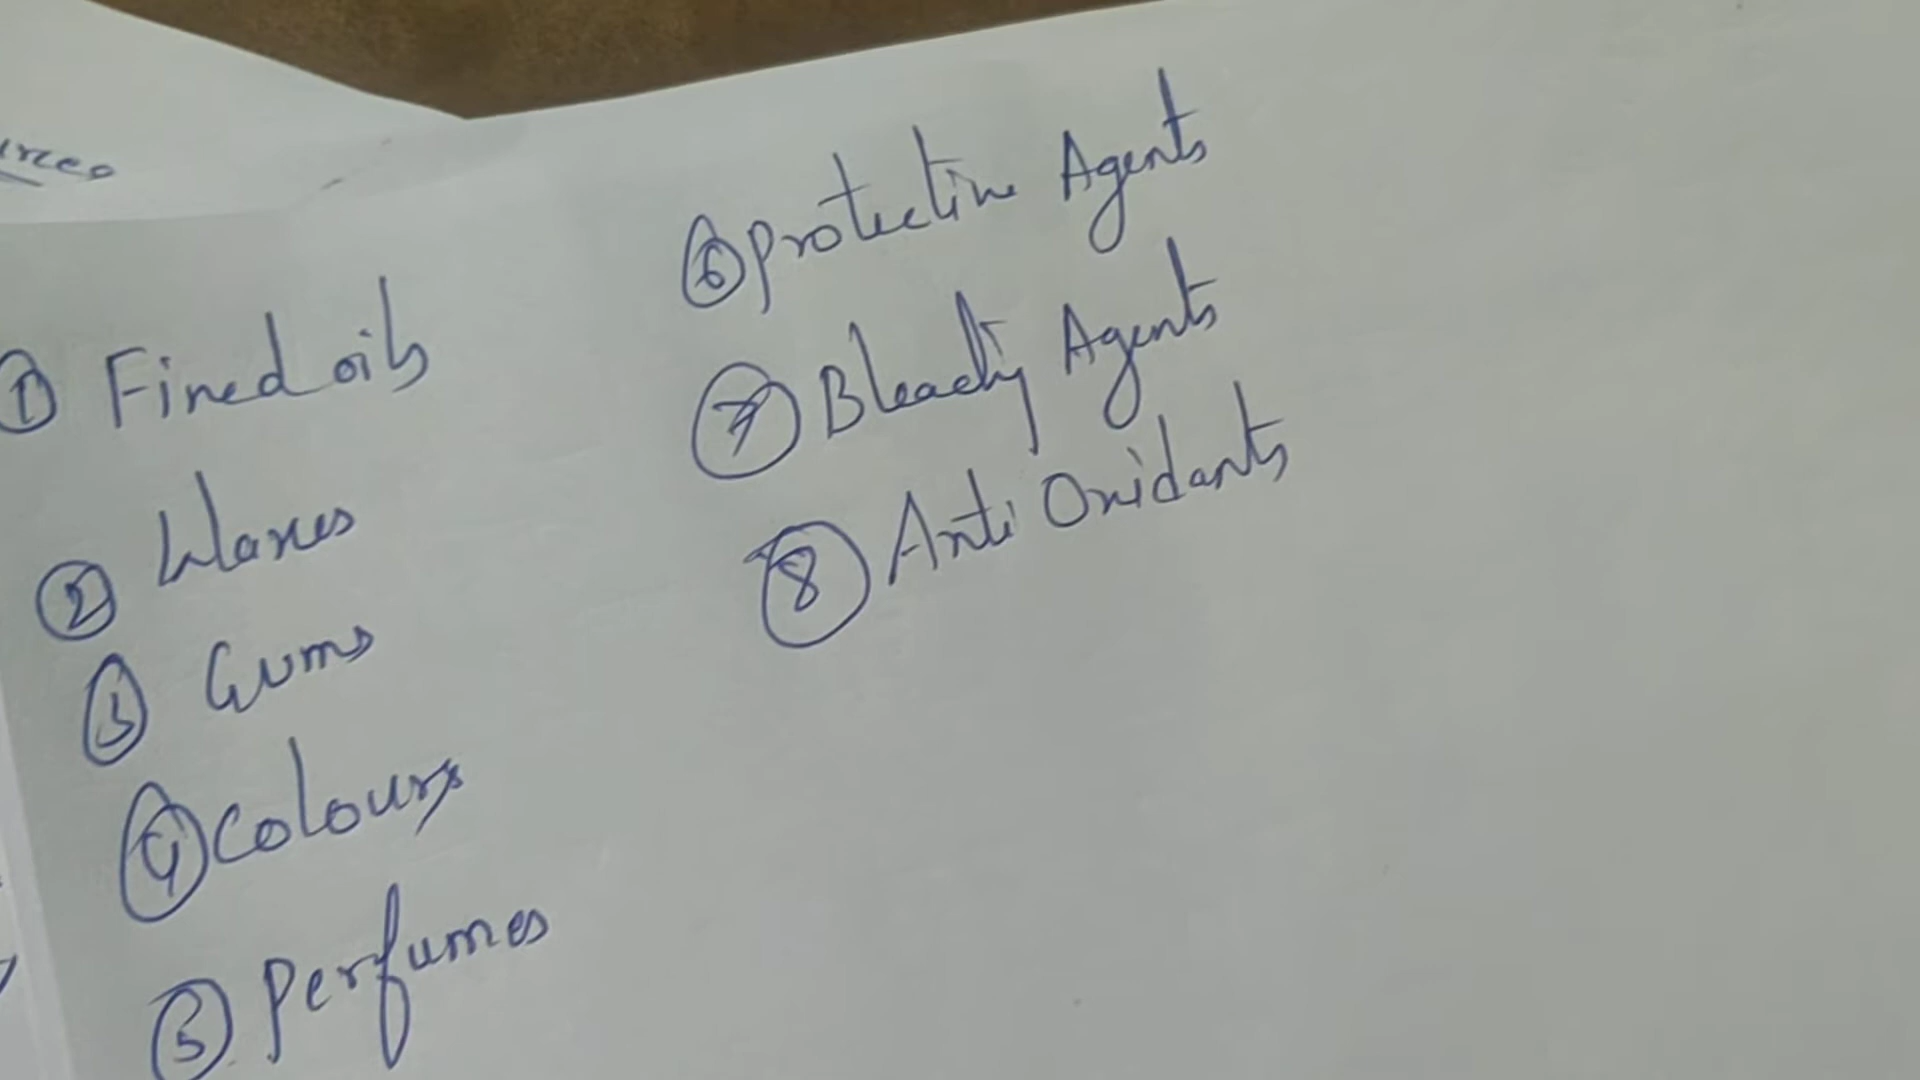 ① Fixed oils
② Waxes
③ Gums
④ Colours
⑤ Perfumes
⑥ Protective Agents
⑦ Bleaching Agents
⑧ Anti Oxidants